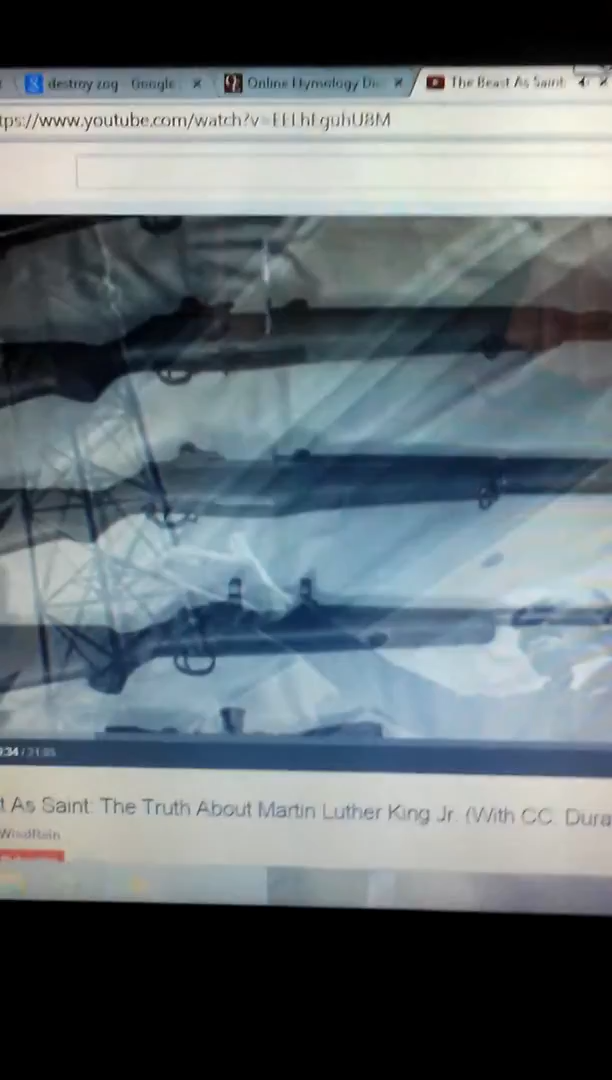 destroy zog Google
Online Etymology Di
The Beast As Saint:
tps://www.youtube.com/watch?v=
t As Saint: The Truth About Martin Luther King Jr. (With CC. Dura
WindRain